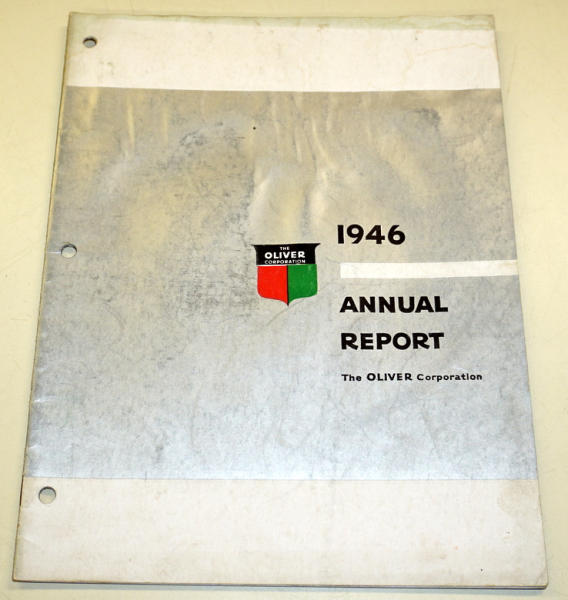 1946
THE
OLIVER
CORPORATION
ANNUAL
REPORT
The OLIVER Corporation